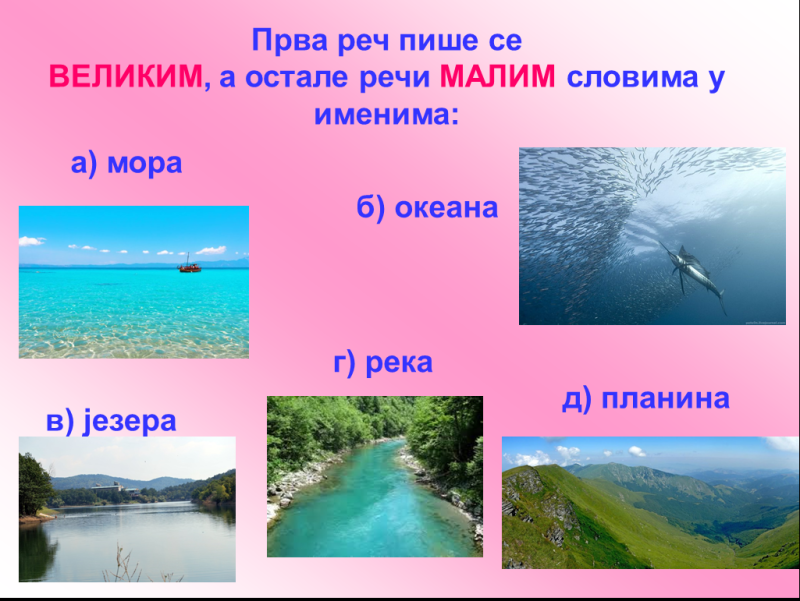 Прва реч пише се
ВЕЛИКИМ, а остале речи МАЛИМ словима у
именима:
а) мора
б) океана
г) река
д) планина
в) језера